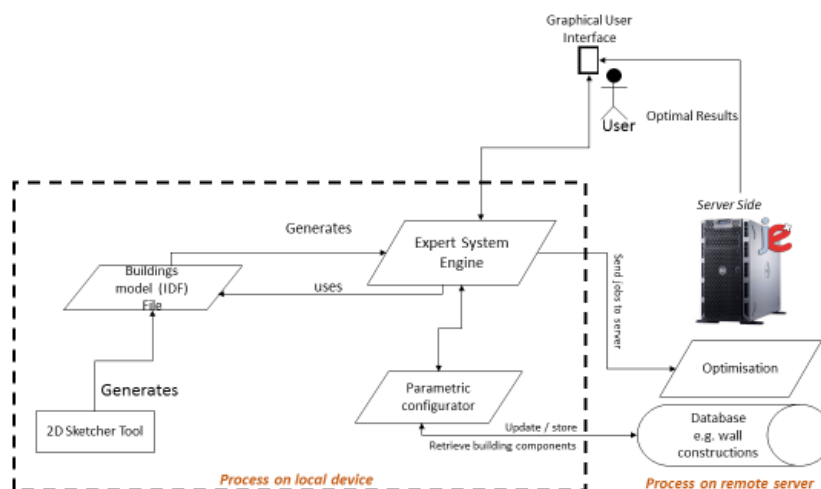 Graphical User
Interface
User
Optimal Results
Server Side
je
Generates
Expert System
Engine
Buildings
model (IDF)
File
uses
Send jobs to
server
Generates
Parametric
configurator
Optimisation
2D Sketcher Tool
Update / store
Retrieve building components
Database
e.g. wall
constructions
Process on local device
Process on remote server